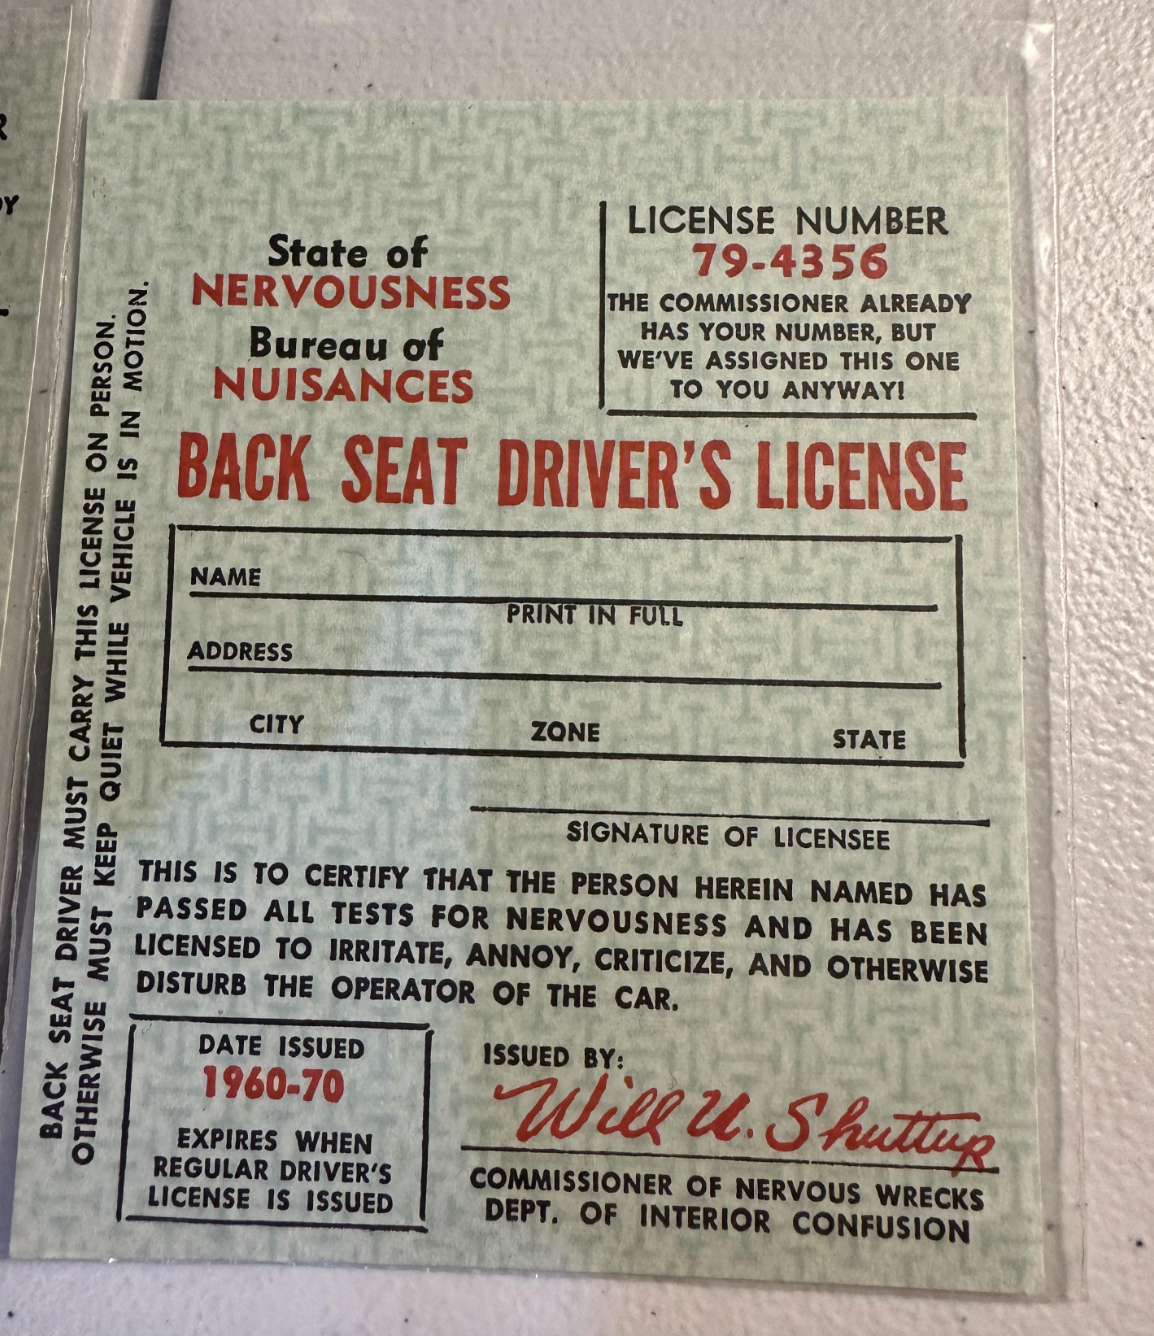 State of
NERVOUSNESS
Bureau of
NUISANCES
LICENSE NUMBER
79-4356
THE COMMISSIONER ALREADY
HAS YOUR NUMBER, BUT
WE'VE ASSIGNED THIS ONE
TO YOU ANYWAY!
BACK SEAT DRIVER'S LICENSE
NAME
PRINT IN FULL
ADDRESS
CITY ZONE STATE
SIGNATURE OF LICENSEE
THIS IS TO CERTIFY THAT THE PERSON HEREIN NAMED HAS
PASSED ALL TESTS FOR NERVOUSNESS AND HAS BEEN
LICENSED TO IRRITATE, ANNOY, CRITICIZE, AND OTHERWISE
DISTURB THE OPERATOR OF THE CAR.
DATE ISSUED
1960-70
EXPIRES WHEN
REGULAR DRIVER'S
LICENSE IS ISSUED
ISSUED BY:
Will U. Shuttup
COMMISSIONER OF NERVOUS WRECKS
DEPT. OF INTERIOR CONFUSION
BACK SEAT DRIVER MUST CARRY THIS LICENSE ON PERSON.
OTHERWISE MUST KEEP QUIET WHILE VEHICLE IS IN MOTION.